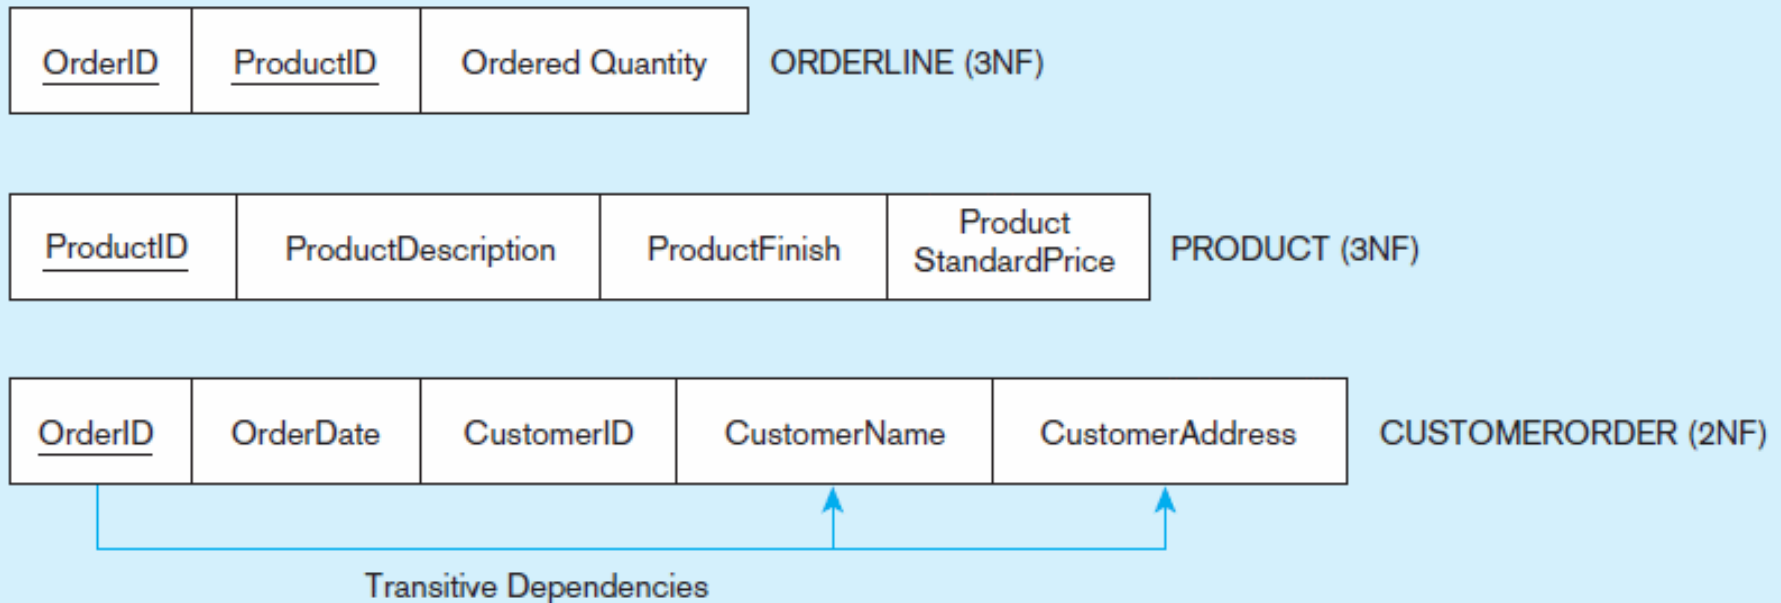 OrderID ProductID Ordered Quantity ORDERLINE (3NF)
ProductID ProductDescription ProductFinish Product StandardPrice PRODUCT (3NF)
OrderID OrderDate CustomerID CustomerName CustomerAddress CUSTOMERORDER (2NF)
Transitive Dependencies